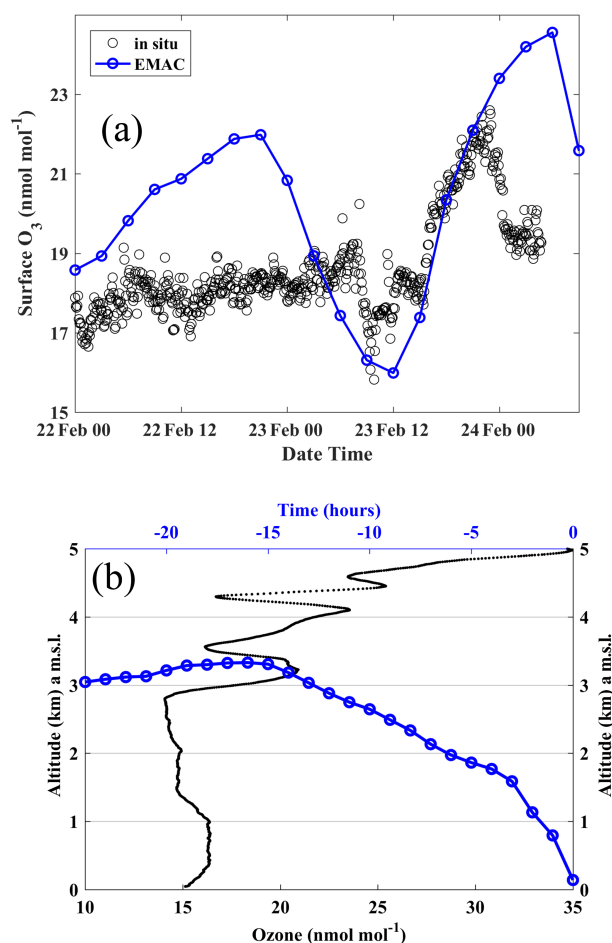 in situ
EMAC
(a)
23
21
19
17
15
Surface O3 (nmol mol-1)
22 Feb 00 22 Feb 12 23 Feb 00 23 Feb 12 24 Feb 00
Date Time
Time (hours)
-20 -15 -10 -5 0
(b)
5 5
4 4
3 3
2 2
1 1
0 0
Altitude (km) a m.s.l.
Altitude (km) a m.s.l.
10 15 20 25 30 35
Ozone (nmol mol-1)